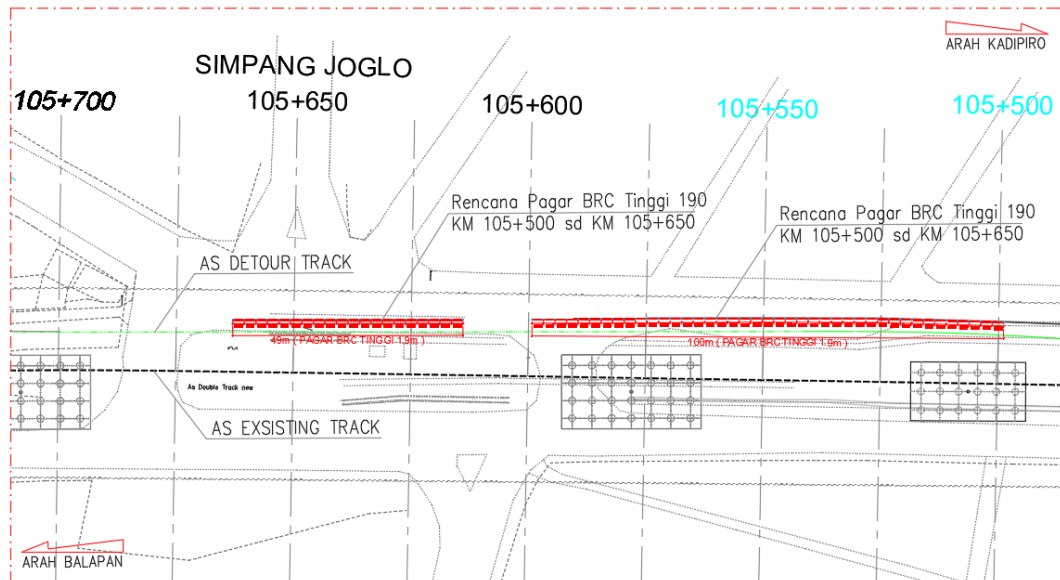 ARAH KADIPIRO
SIMPANG JOGLO
105+700
105+650
105+600
105+550
105+500
Rencana Pagar BRC Tinggi 190
KM 105+500 sd KM 105+650
Rencana Pagar BRC Tinggi 190
KM 105+500 sd KM 105+650
AS DETOUR TRACK
49m ( PAGAR BRC TINGGI 1.9m )
100m ( PAGAR BRC TINGGI 1.9m )
As Double Track new
AS EXSISTING TRACK
ARAH BALAPAN